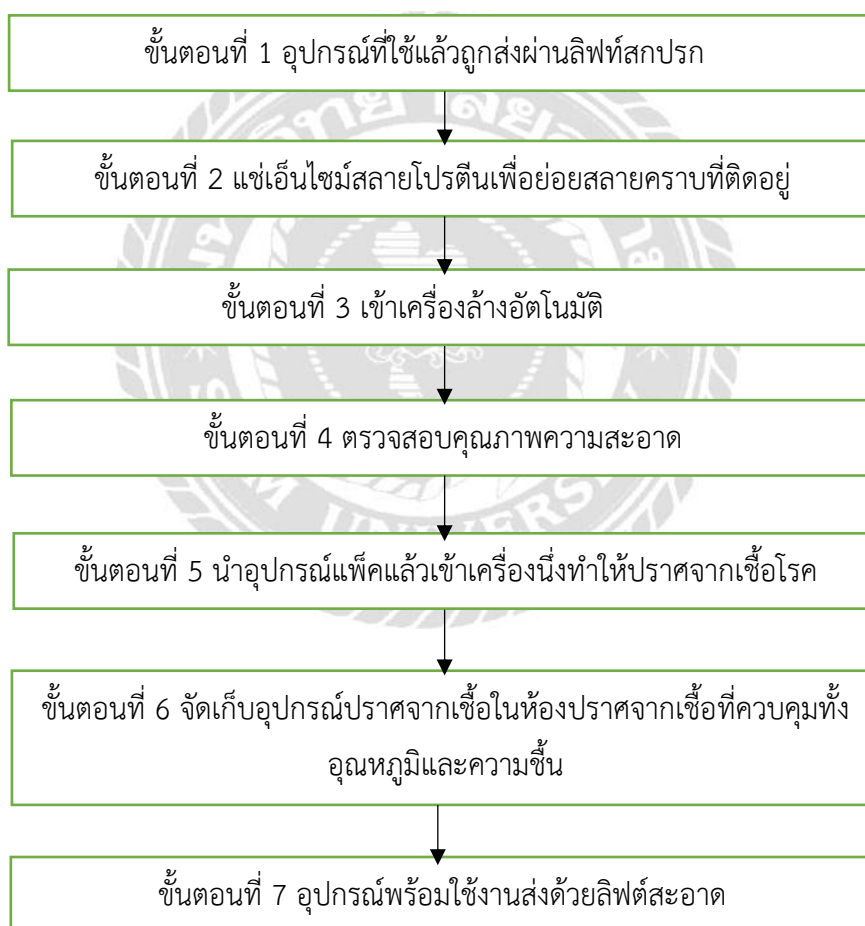 ขั้นตอนที่ 1 อุปกรณ์ที่ใช้แล้วถูกส่งผ่านลิฟท์สกปรก
ขั้นตอนที่ 2 แช่เอ็นไซม์สลายโปรตีนเพื่อย่อยสลายคราบที่ติดอยู่
ขั้นตอนที่ 3 เข้าเครื่องล้างอัตโนมัติ
ขั้นตอนที่ 4 ตรวจสอบคุณภาพความสะอาด
ขั้นตอนที่ 5 นำอุปกรณ์แพ็คแล้วเข้าเครื่องนึ่งทำให้ปราศจากเชื้อโรค
ขั้นตอนที่ 6 จัดเก็บอุปกรณ์ปราศจากเชื้อในห้องปราศจากเชื้อที่ควบคุมทั้ง
อุณหภูมิและความชื้น
ขั้นตอนที่ 7 อุปกรณ์พร้อมใช้งานส่งด้วยลิฟต์สะอาด